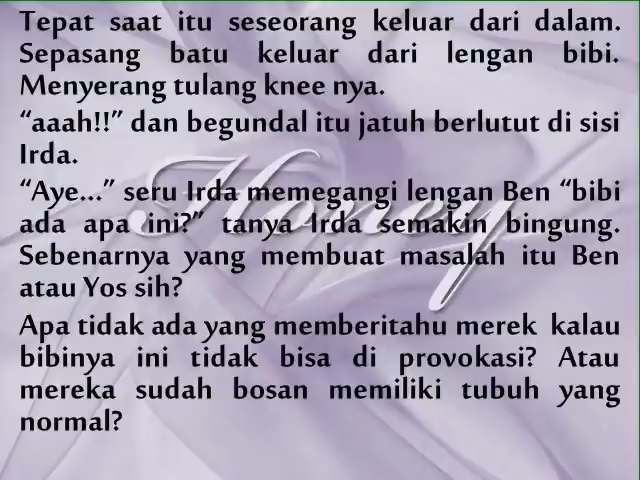 Tepat saat itu seseorang keluar dari dalam.
Sepasang batu keluar dari lengan bibi.
Menyerang tulang knee nya.
“aaah!!” dan begundal itu jatuh berlutut di sisi
Irda.
“Aye...” seru Irda memegangi lengan Ben “bibi
ada apa ini?” tanya Irda semakin bingung.
Sebenarnya yang membuat masalah itu Ben
atau Yos sih?
Apa tidak ada yang memberitahu merek kalau
bibinya ini tidak bisa di provokasi? Atau
mereka sudah bosan memiliki tubuh yang
normal?
Honey